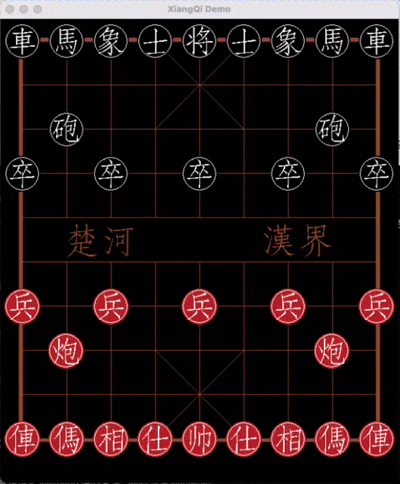 XiangQi Demo
車 馬 象 士 将 士 象 馬 車
砲 砲
卒 卒 卒 卒 卒
楚河 漢界
兵 兵 兵 兵 兵
炮 炮
俥 傌 相 仕 帅 仕 相 傌 俥